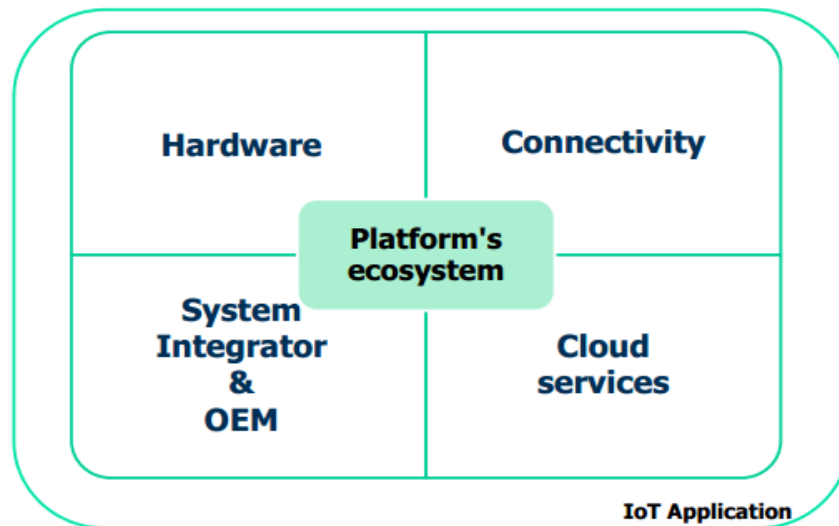 Hardware
Connectivity
Platform's
ecosystem
System
Integrator
&
OEM
Cloud
services
IoT Application